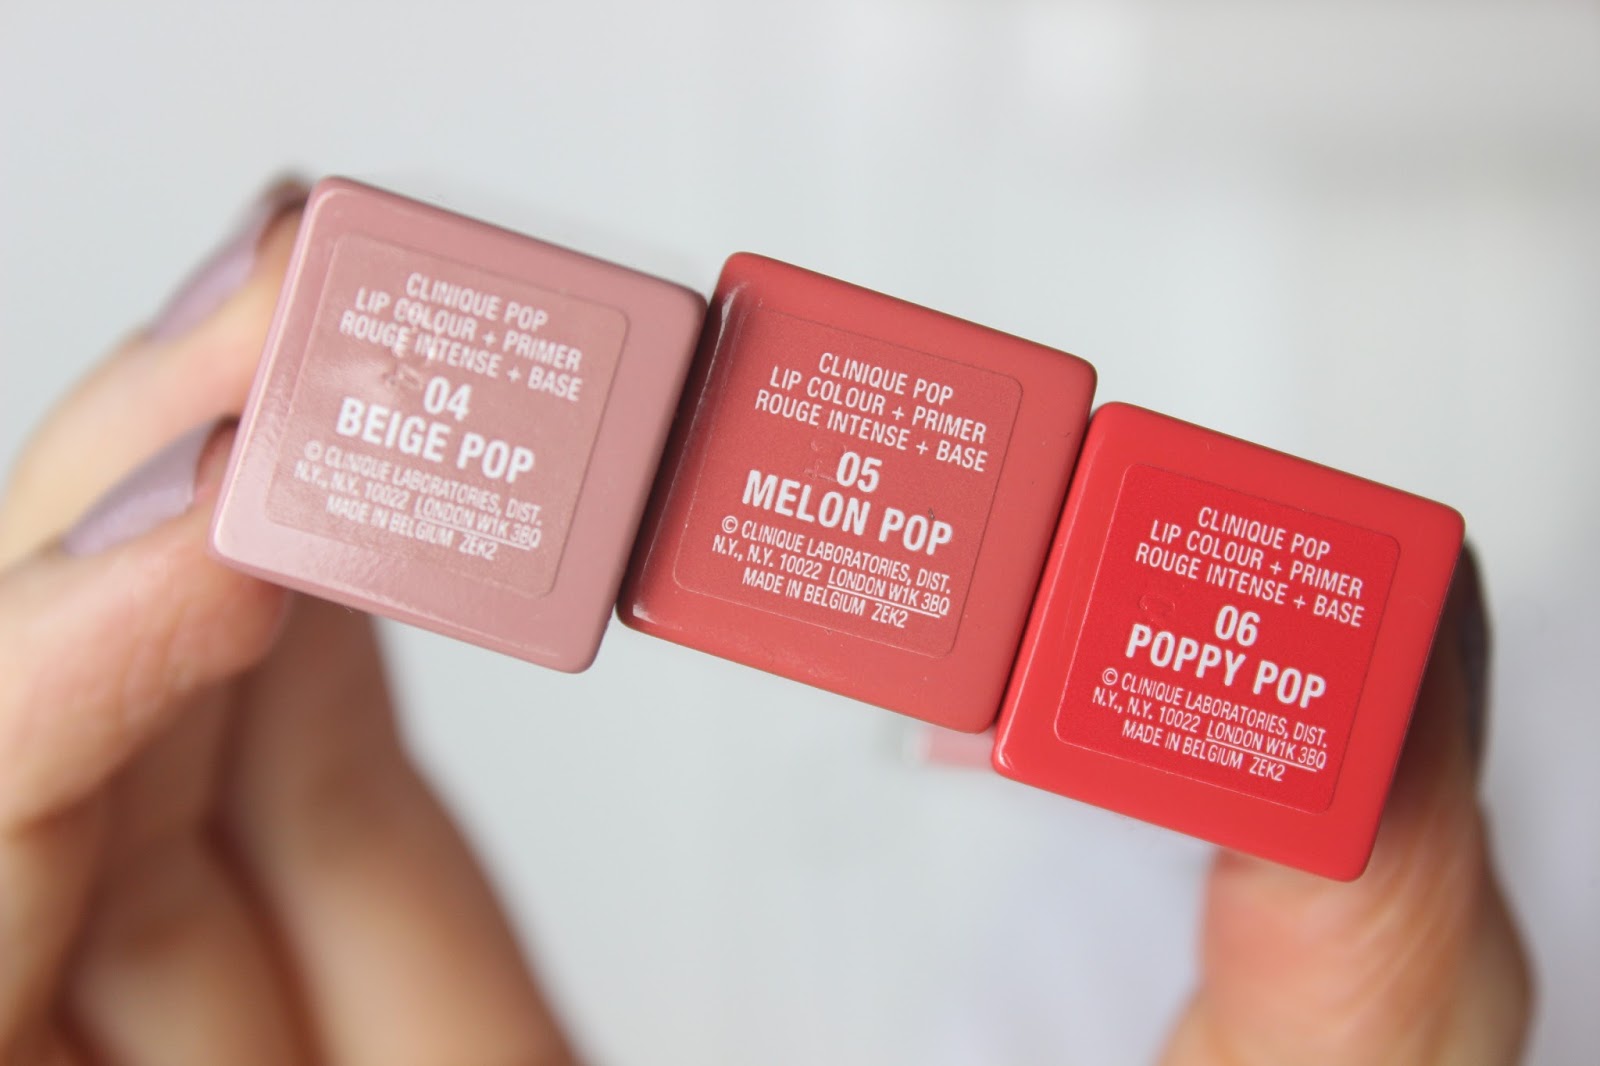 CLINIQUE POP
LIP COLOUR + PRIMER
ROUGE INTENSE + BASE
04
BEIGE POP
© CLINIQUE LABORATORIES, DIST.
N.Y., N.Y. 10022 LONDON W1K 3BQ
MADE IN BELGIUM ZEK2
CLINIQUE POP
LIP COLOUR + PRIMER
ROUGE INTENSE + BASE
05
MELON POP
© CLINIQUE LABORATORIES, DIST.
N.Y., N.Y. 10022 LONDON W1K 3BQ
MADE IN BELGIUM ZEK2
CLINIQUE POP
LIP COLOUR + PRIMER
ROUGE INTENSE + BASE
06
POPPY POP
© CLINIQUE LABORATORIES, DIST.
N.Y., N.Y. 10022 LONDON W1K 3BQ
MADE IN BELGIUM ZEK2